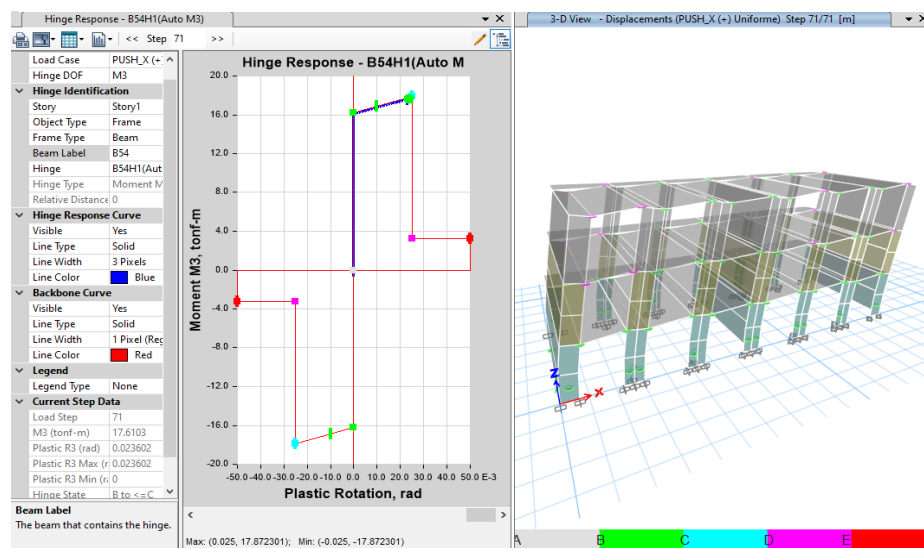 Hinge Response - B54H1(Auto M3)
<< Step 71 >>
Load Case PUSH_X (+
Hinge DOF M3
Hinge Identification
Story Story1
Object Type Frame
Frame Type Beam
Beam Label B54
Hinge B54H1(Aut
Hinge Type Moment M
Relative Distance 0
Hinge Response Curve
Visible Yes
Line Type Solid
Line Width 3 Pixels
Line Color Blue
Backbone Curve
Visible Yes
Line Type Solid
Line Width 1 Pixel (Reg
Line Color Red
Legend
Legend Type None
Current Step Data
Load Step 71
M3 (tonf-m) 17.6103
Plastic R3 (rad) 0.023602
Plastic R3 Max (r 0.023602
Plastic R3 Min (ra 0
Hinge State B to <=C
Beam Label
The beam that contains the hinge.
Hinge Response - B54H1(Auto M
20.0
16.0
12.0
8.0
4.0
0.0
-4.0
-8.0
-12.0
-16.0
-20.0
Moment M3, tonf-m
-50.0 -40.0 -30.0 -20.0 -10.0 0.0 10.0 20.0 30.0 40.0 50.0 E-3
Plastic Rotation, rad
Max: (0.025, 17.872301); Min: (-0.025, -17.872301)
3-D View - Displacements (PUSH_X (+) Uniforme) Step 71/71 [m]
Z
X
A B C D E